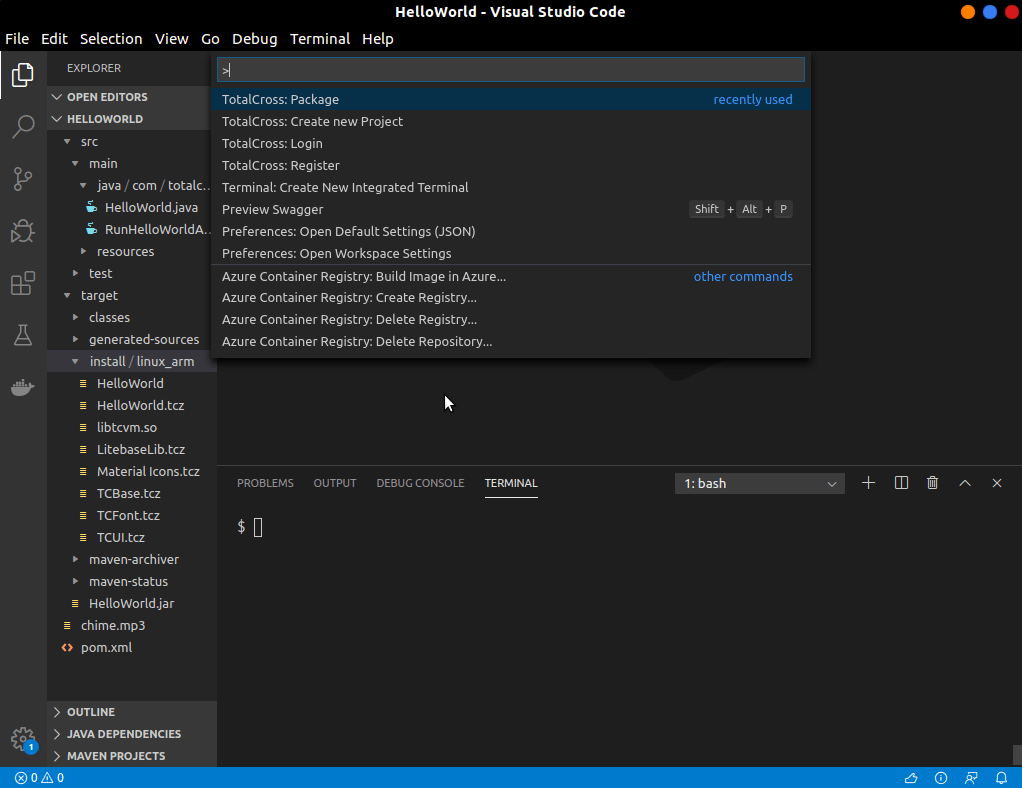 HelloWorld - Visual Studio Code
File Edit Selection View Go Debug Terminal Help
EXPLORER
OPEN EDITORS
HELLOWORLD
src
main
java / com / totalc...
HelloWorld.java
RunHelloWorldA...
resources
test
target
classes
generated-sources
install / linux_arm
HelloWorld
HelloWorld.tcz
libtcvm.so
LitebaseLib.tcz
Material Icons.tcz
TCBase.tcz
TCFont.tcz
TCUI.tcz
maven-archiver
maven-status
HelloWorld.jar
chime.mp3
pom.xml
OUTLINE
JAVA DEPENDENCIES
MAVEN PROJECTS
>
TotalCross: Package recently used
TotalCross: Create new Project
TotalCross: Login
TotalCross: Register
Terminal: Create New Integrated Terminal
Preview Swagger Shift + Alt + P
Preferences: Open Default Settings (JSON)
Preferences: Open Workspace Settings
Azure Container Registry: Build Image in Azure... other commands
Azure Container Registry: Create Registry...
Azure Container Registry: Delete Registry...
Azure Container Registry: Delete Repository...
PROBLEMS OUTPUT DEBUG CONSOLE TERMINAL 1: bash
$
1
0 0